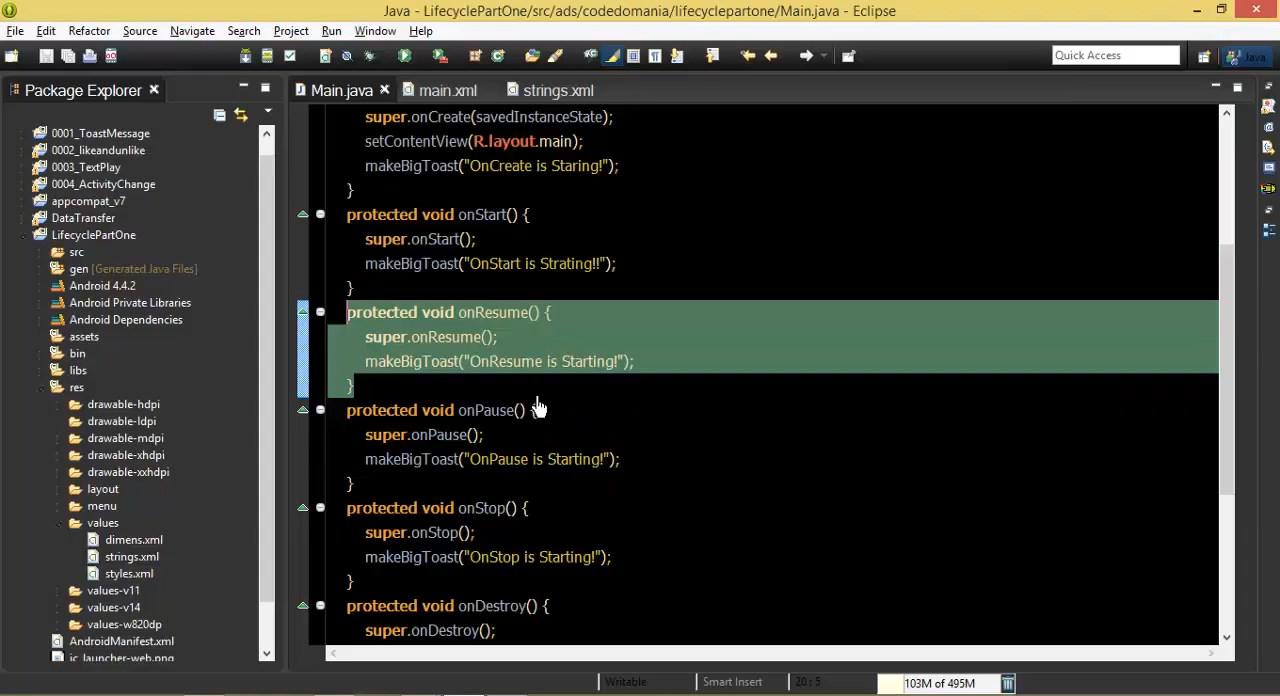 Java - LifecyclePartOne/src/ads/codedomania/lifecyclepartone/Main.java - Eclipse
File Edit Refactor Source Navigate Search Project Run Window Help
Quick Access
Java
Package Explorer
Main.java
main.xml
strings.xml
0001_ToastMessage
0002_likeandunlike
0003_TextPlay
0004_ActivityChange
appcompat_v7
DataTransfer
LifecyclePartOne
src
gen [Generated Java Files]
Android 4.4.2
Android Private Libraries
Android Dependencies
assets
bin
libs
res
drawable-hdpi
drawable-ldpi
drawable-mdpi
drawable-xhdpi
drawable-xxhdpi
layout
menu
values
dimens.xml
strings.xml
styles.xml
values-v11
values-v14
values-w820dp
AndroidManifest.xml
ic_launcher-web.png
super.onCreate(savedInstanceState);
setContentView(R.layout.main);
makeBigToast("OnCreate is Staring!");
}
protected void onStart() {
super.onStart();
makeBigToast("OnStart is Strating!!");
}
protected void onResume() {
super.onResume();
makeBigToast("OnResume is Starting!");
}
protected void onPause() {
super.onPause();
makeBigToast("OnPause is Starting!");
}
protected void onStop() {
super.onStop();
makeBigToast("OnStop is Starting!");
}
protected void onDestroy() {
super.onDestroy();
Writable
Smart Insert
20 : 5
103M of 495M